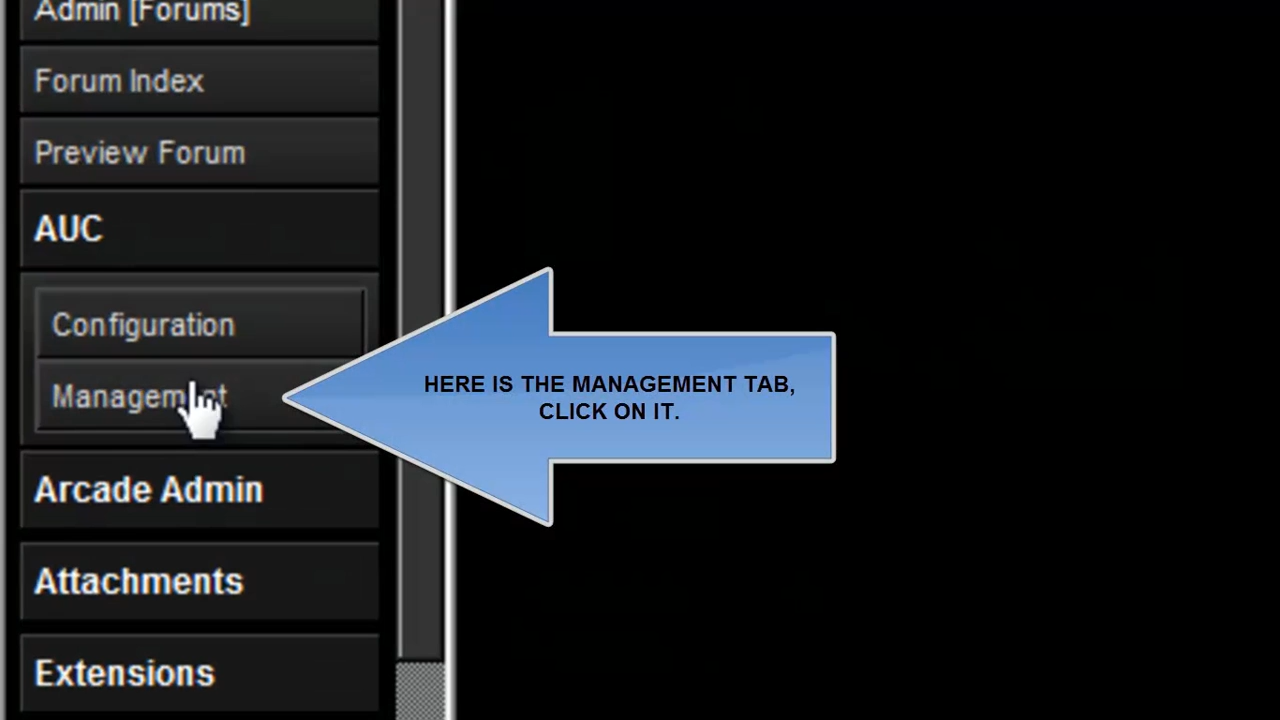 Admin [Forums]
Forum Index
Preview Forum
AUC
Configuration
Management
HERE IS THE MANAGEMENT TAB,
CLICK ON IT.
Arcade Admin
Attachments
Extensions